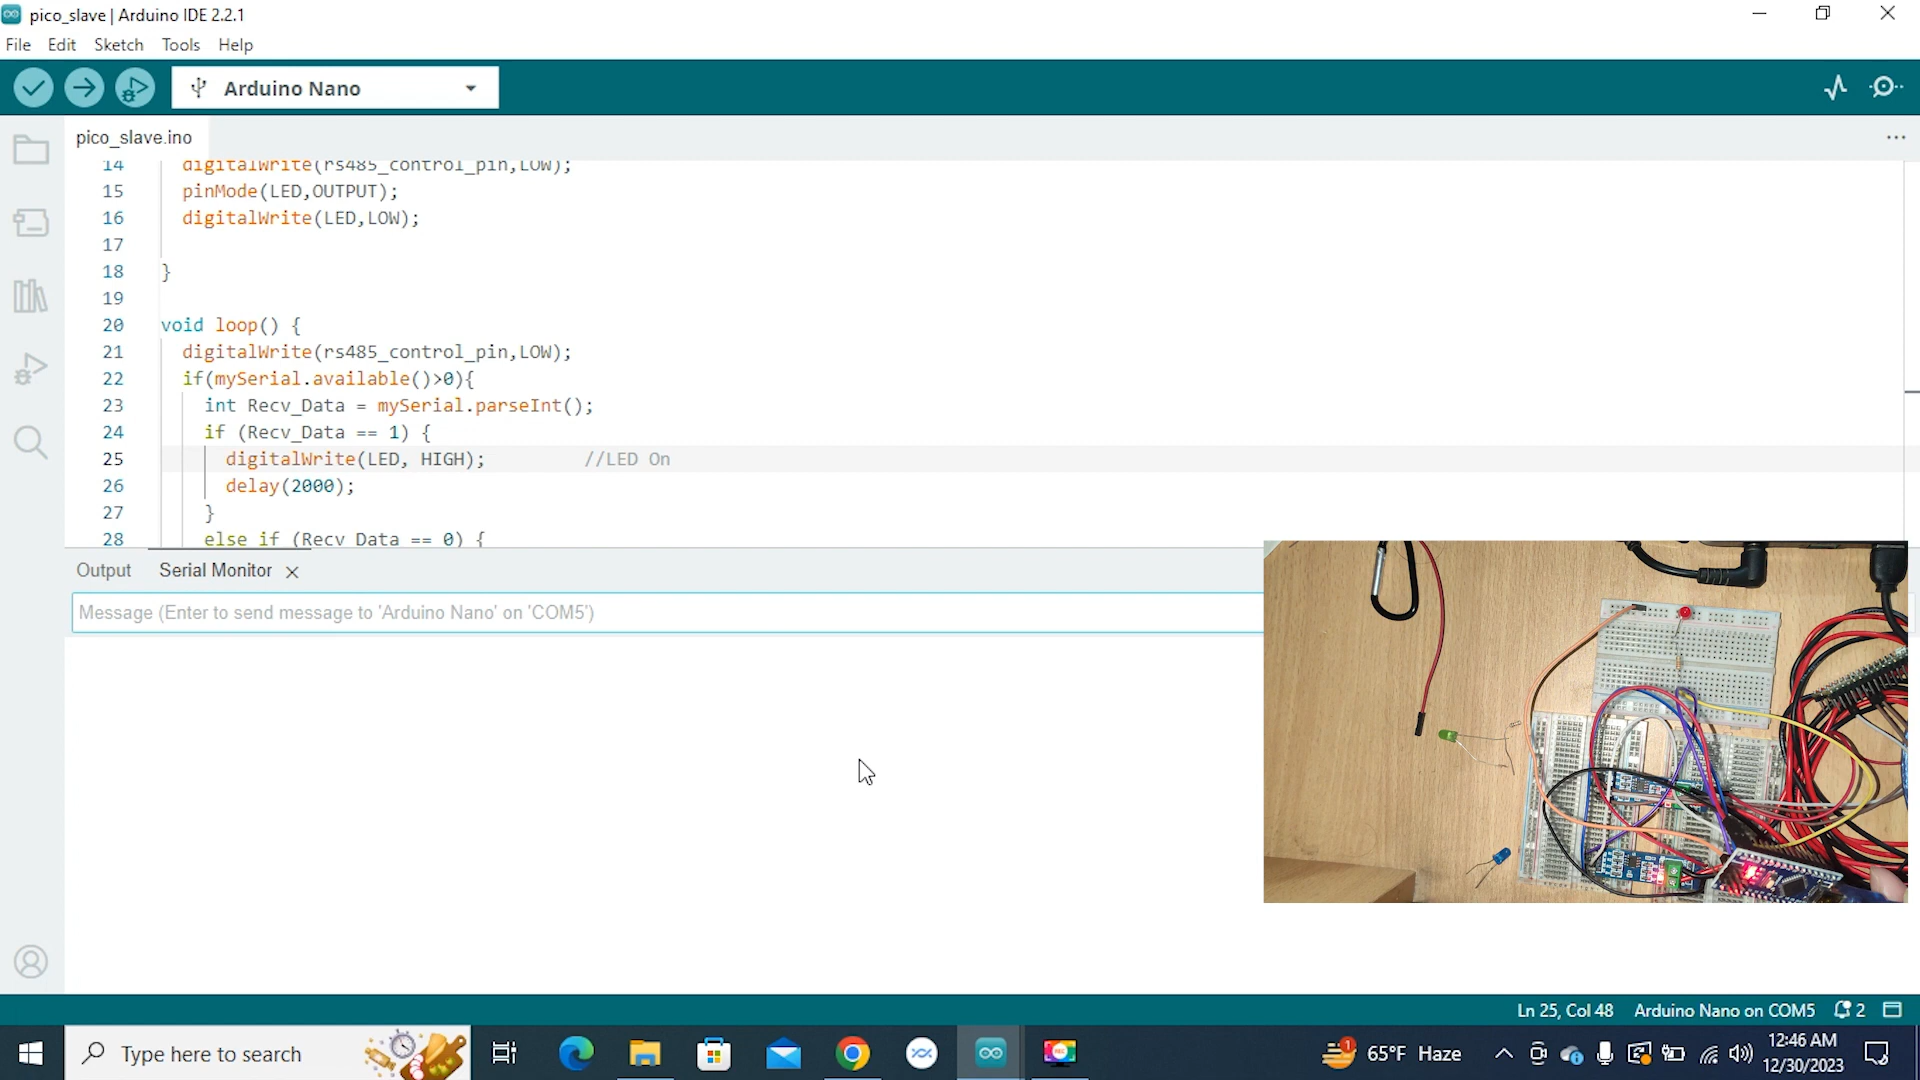 pico_slave | Arduino IDE 2.2.1
File Edit Sketch Tools Help
Arduino Nano
pico_slave.ino
14 digitalWrite(rs485_control_pin,LOW);
15 pinMode(LED,OUTPUT);
16 digitalWrite(LED,LOW);
17
18 }
19
20 void loop() {
21 digitalWrite(rs485_control_pin,LOW);
22 if(mySerial.available()>0){
23 int Recv_Data = mySerial.parseInt();
24 if (Recv_Data == 1) {
25 digitalWrite(LED, HIGH); //LED On
26 delay(2000);
27 }
28 else if (Recv_Data == 0) {
Output Serial Monitor
Message (Enter to send message to 'Arduino Nano' on 'COM5')
Ln 25, Col 48 Arduino Nano on COM5 2
Type here to search
1
65°F Haze
12:46 AM
12/30/2023